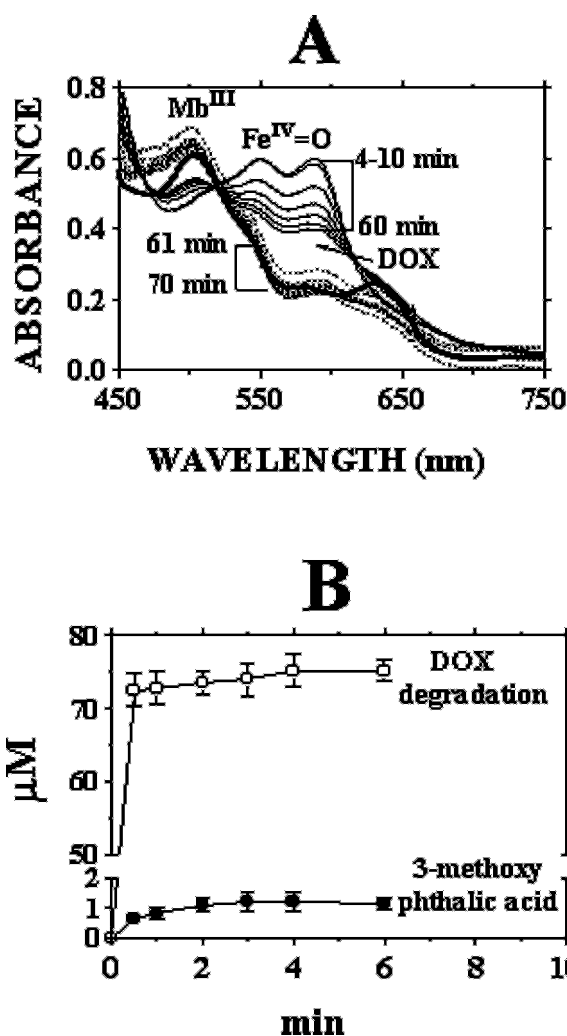 A
0.8
Mb^III
Fe^IV=O
4-10 min
0.6
ABSORBANCE
0.4
61 min
60 min
DOX
70 min
0.2
0.0
450
550
650
750
WAVELENGTH (nm)
B
80
DOX
degradation
70
µM
60
50
3-methoxy
phthalic acid
2
1
0
0
2
4
6
8
10
min